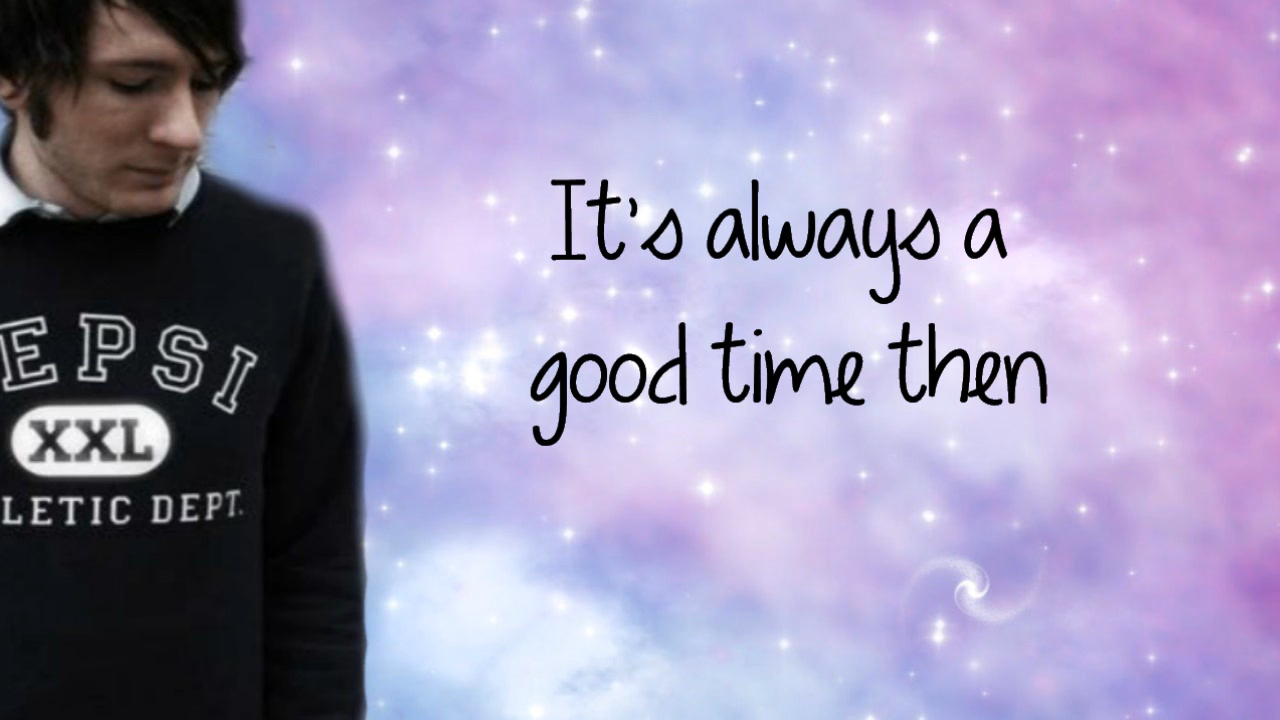 EPSI
XXL
LETIC DEPT.
It's always a
good time then